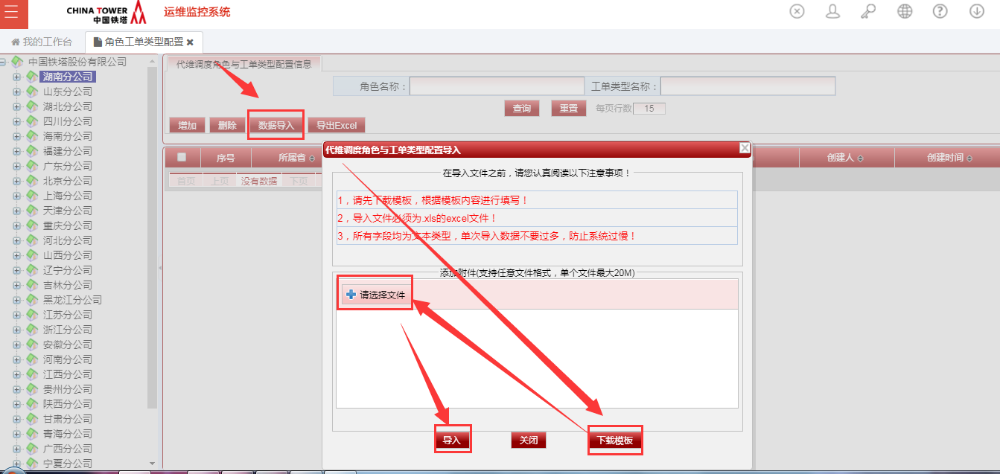 CHINA TOWER
中国铁塔
运维监控系统
我的工作台
角色工单类型配置
中国铁塔股份有限公司
湖南分公司
山东分公司
湖北分公司
四川分公司
海南分公司
福建分公司
广东分公司
北京分公司
上海分公司
天津分公司
重庆分公司
河北分公司
山西分公司
辽宁分公司
吉林分公司
黑龙江分公司
江苏分公司
浙江分公司
安徽分公司
河南分公司
江西分公司
贵州分公司
陕西分公司
甘肃分公司
青海分公司
广西分公司
宁夏分公司
代维调度角色与工单类型配置信息
角色名称： 工单类型名称：
查询 重置 每页行数 15
增加 删除 数据导入 导出Excel
序号 所属省 创建人 创建时间
首页 上页 没有数据 下页
代维调度角色与工单类型配置导入
在导入文件之前，请您认真阅读以下注意事项！
1，请先下载模板，根据模板内容进行填写！
2，导入文件必须为.xls的excel文件！
3，所有字段均为文本类型，单次导入数据不要过多，防止系统过慢！
添加附件(支持任意文件格式，单个文件最大20M)
请选择文件
导入 关闭 下载模板